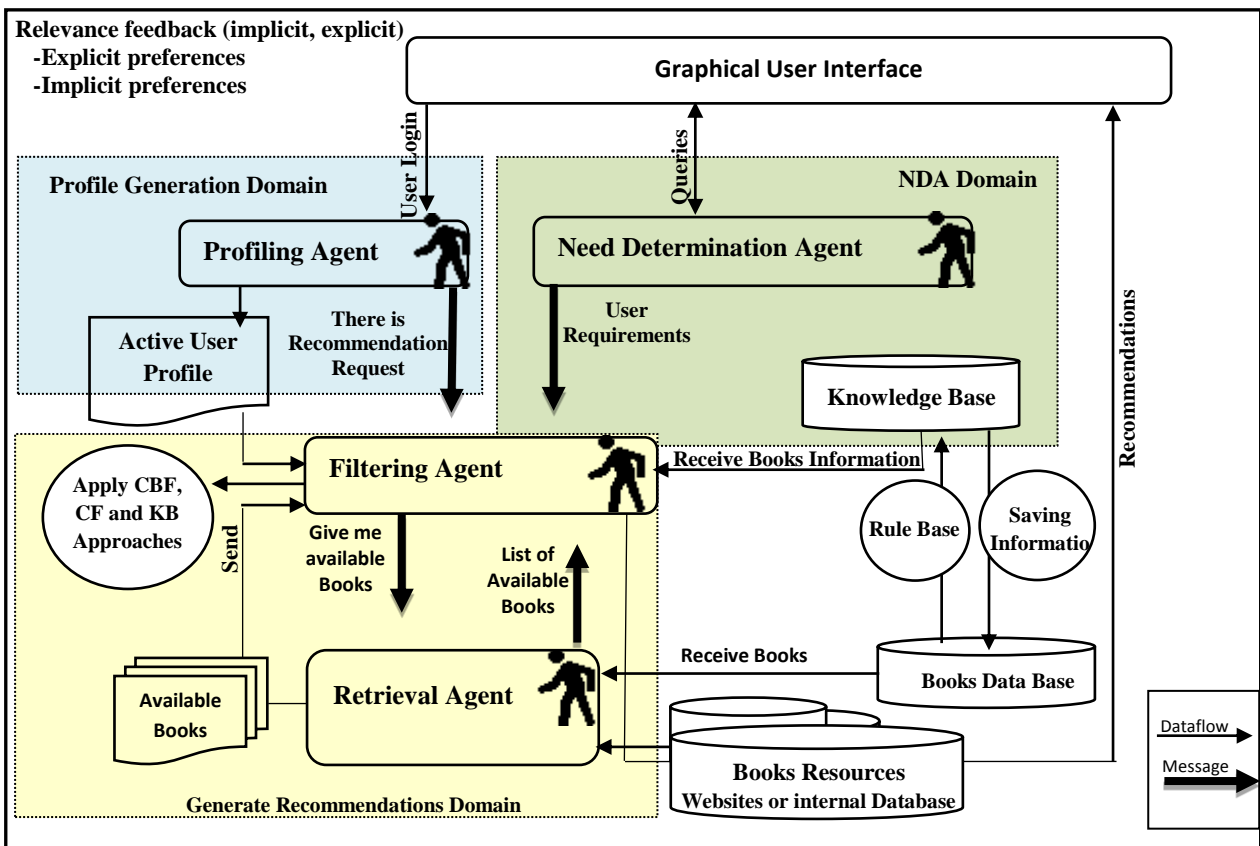 Relevance feedback (implicit, explicit)
-Explicit preferences
-Implicit preferences
Graphical User Interface
User Login
Queries
Recommendations
Profile Generation Domain
NDA Domain
Profiling Agent
Need Determination Agent
There is
Recommendation
Request
User
Requirements
Active User
Profile
Knowledge Base
Filtering Agent
Receive Books Information
Apply CBF,
CF and KB
Approaches
Send
Give me
available
Books
List of
Available
Books
Rule Base
Saving
Informatio
Retrieval Agent
Receive Books
Books Data Base
Available
Books
Books Resources
Websites or internal Database
Generate Recommendations Domain
Dataflow
Message